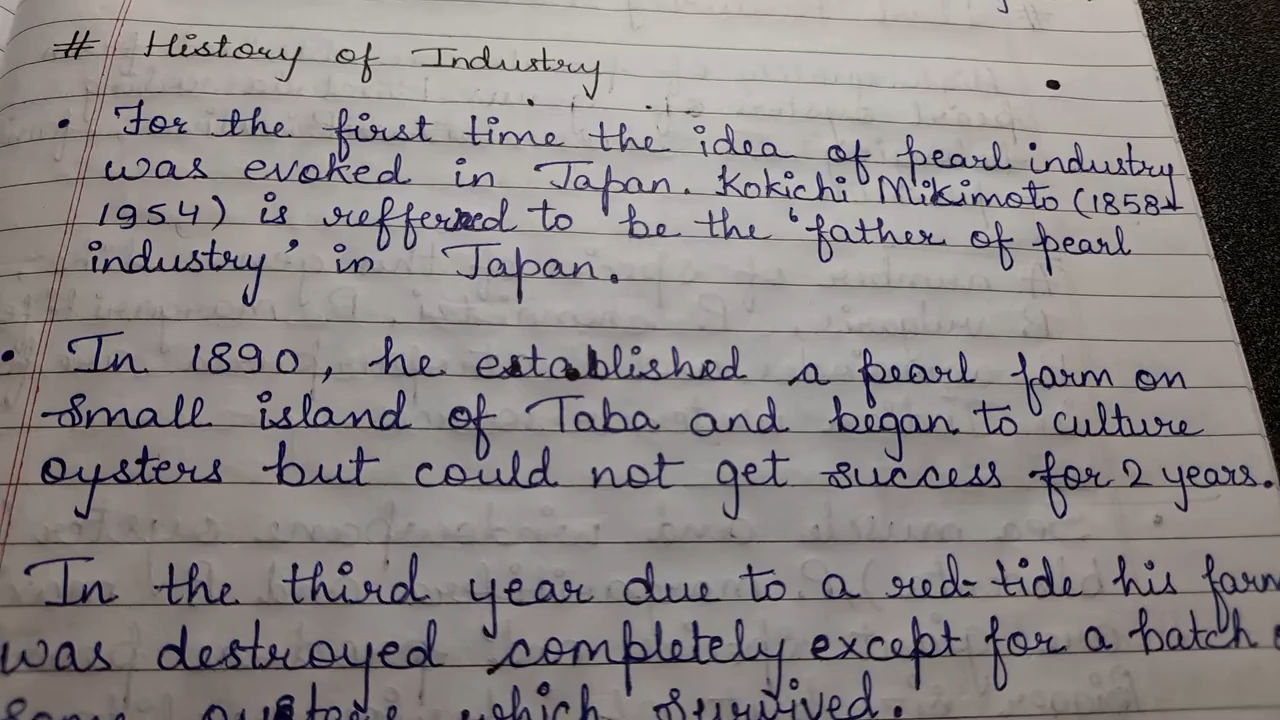 # History of Industry
• For the first time the idea of pearl industry
was evoked in Japan. Kokichi Mikimoto (1858-
1954) is reffered to be the 'father of pearl
industry' in Japan.
• In 1890, he established a pearl farm on
small island of Taba and began to culture
oysters but could not get success for 2 years.
In the third year due to a red-tide his farm
was destroyed completely except for a batch
which survived.